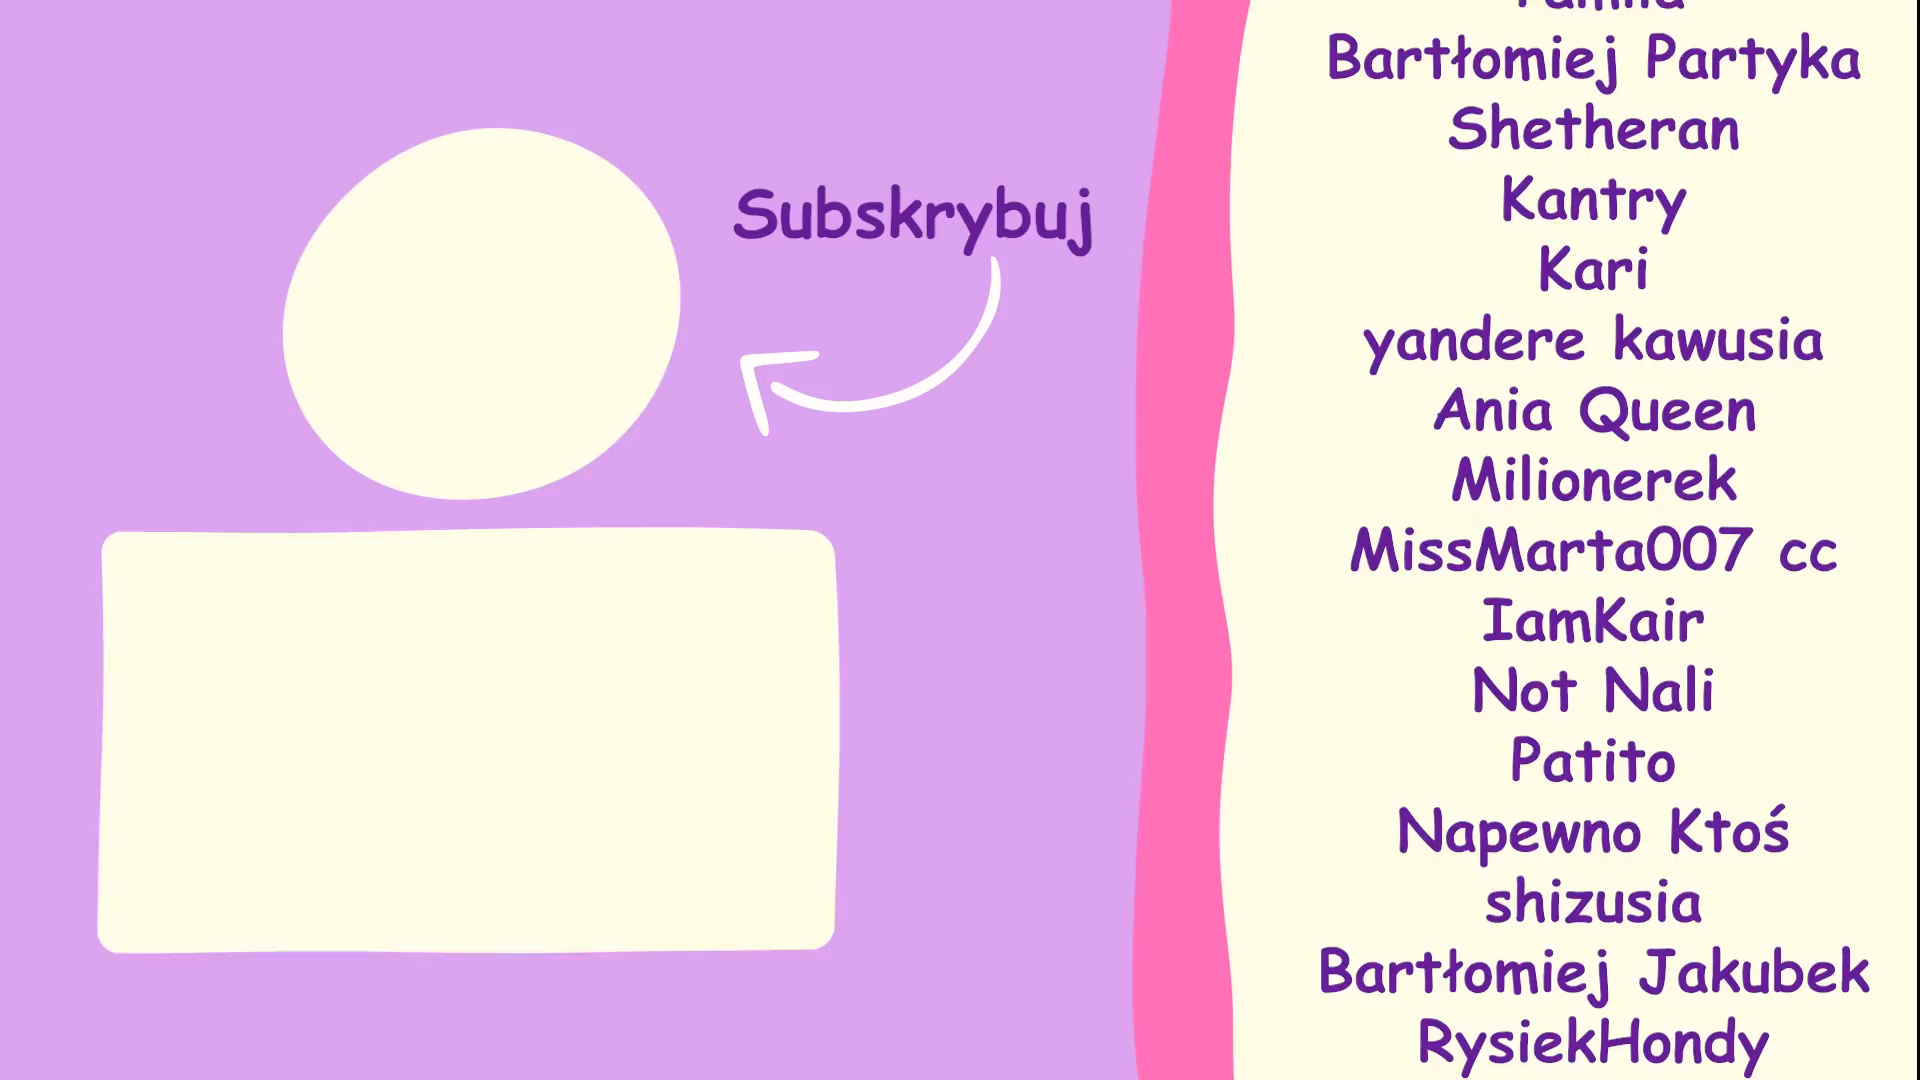 Subskrybuj
Bartłomiej Partyka
Shetheran
Kantry
Kari
yandere kawusia
Ania Queen
Milionerek
MissMarta007 cc
IamKair
Not Nali
Patito
Napewno Ktoś
shizusia
Bartłomiej Jakubek
RysiekHondy